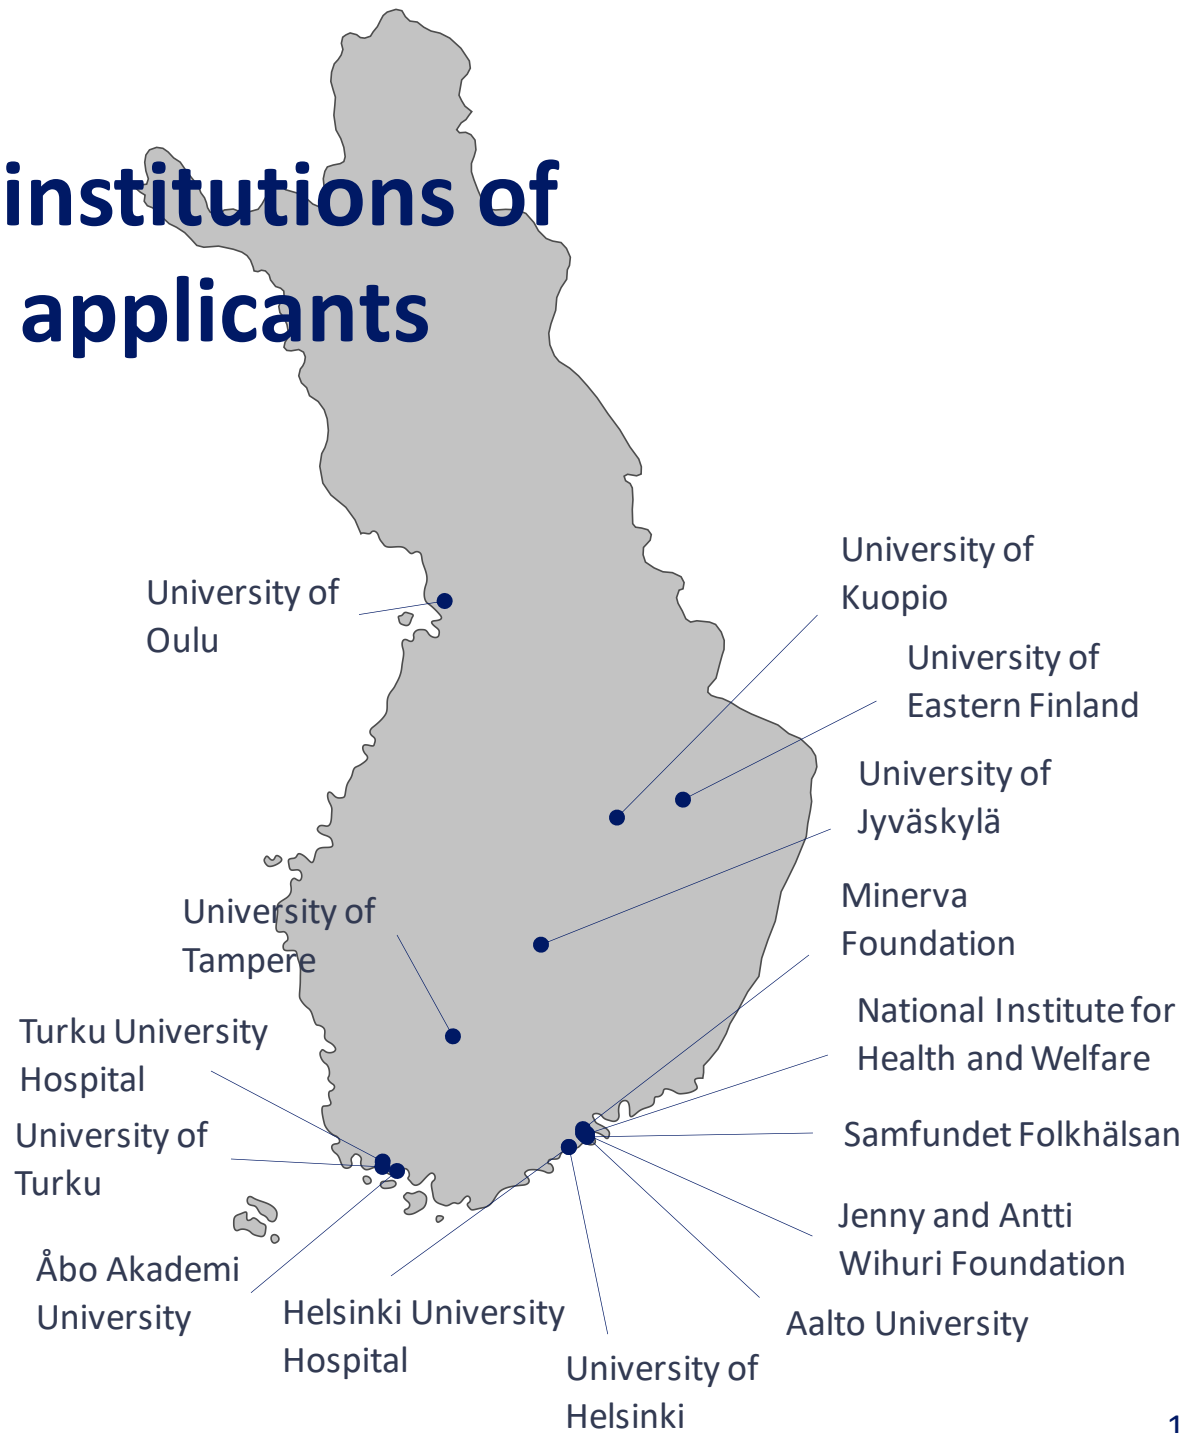 institutions of
applicants
University of
Kuopio
University of
Oulu
University of
Eastern Finland
University of
Jyväskylä
Minerva
Foundation
University of
Tampere
National Institute for
Health and Welfare
Turku University
Hospital
Samfundet Folkhälsan
University of
Turku
Jenny and Antti
Wihuri Foundation
Åbo Akademi
University
Helsinki University
Hospital
Aalto University
University of
Helsinki
1